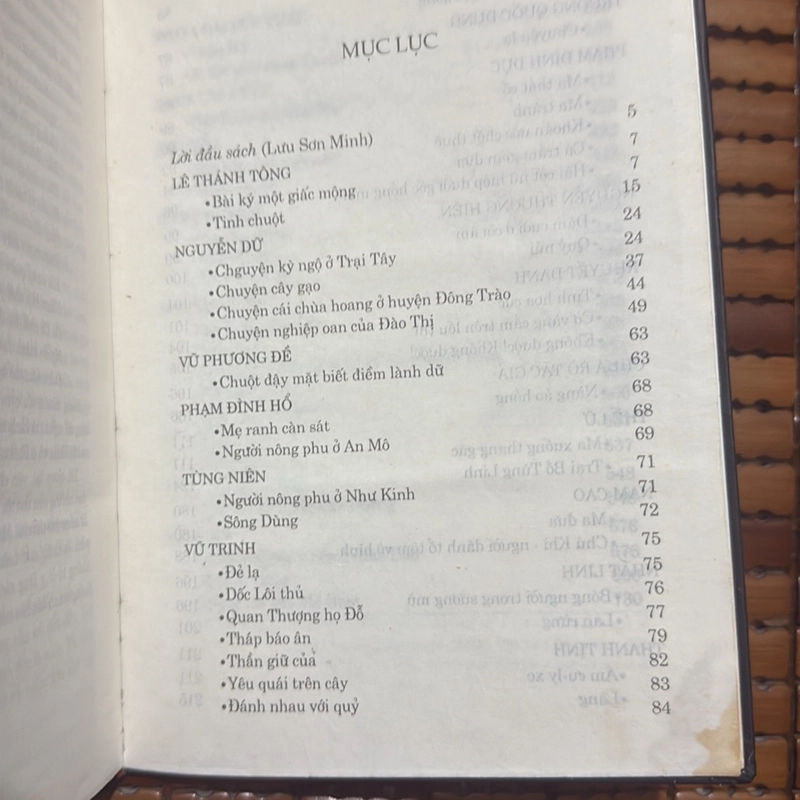 MỤC LỤC
Lời đầu sách (Lưu Sơn Minh) 5
LÊ THÁNH TÔNG 7
•Bài ký một giấc mộng 7
•Tinh chuột 15
NGUYỄN DỮ 24
•Chguyện kỳ ngộ ở Trại Tây 24
•Chuyện cây gạo 37
•Chuyện cái chùa hoang ở huyện Đông Trào 44
•Chuyện nghiệp oan của Đào Thị 49
VŨ PHƯƠNG ĐỀ 63
•Chuột dậy mặt biết điềm lành dữ 63
PHẠM ĐÌNH HỔ 68
•Mẹ ranh càn sát 68
•Người nông phu ở An Mô 69
TÙNG NIÊN 71
•Người nông phu ở Như Kinh 71
•Sông Dùng 72
VŨ TRINH 75
•Đẻ lạ 75
•Dốc Lôi thủ 76
•Quan Thượng họ Đỗ 77
•Tháp báo ân 79
•Thần giữ của 82
•Yêu quái trên cây 83
•Đánh nhau với quỷ 84